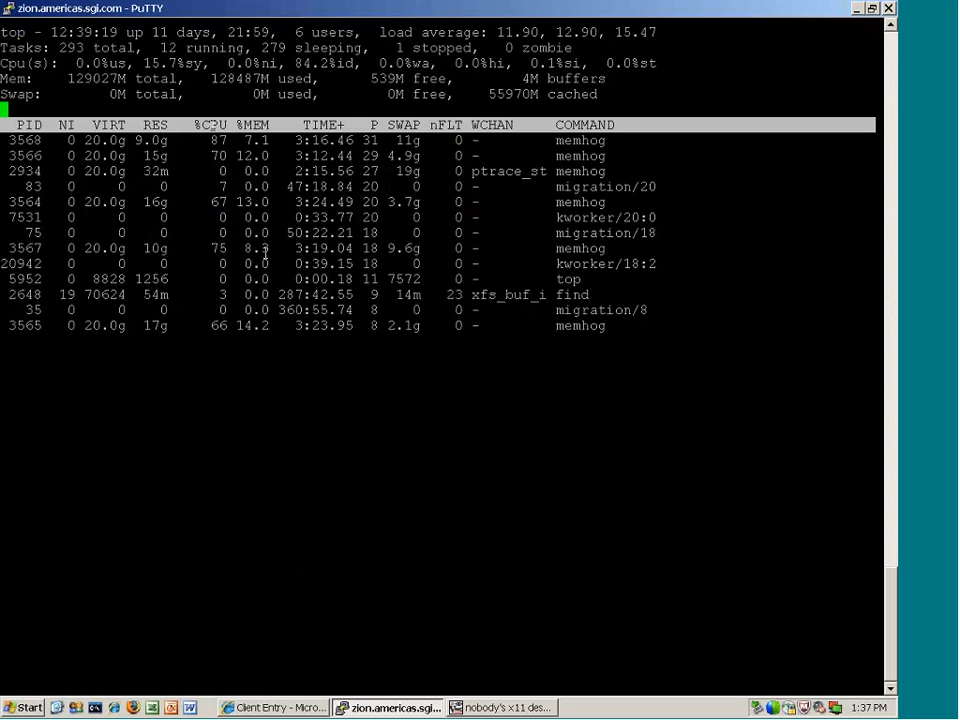 zion.americas.sgi.com - PuTTY
top - 12:39:19 up 11 days, 21:59, 6 users, load average: 11.90, 12.90, 15.47
Tasks: 293 total, 12 running, 279 sleeping, 1 stopped, 0 zombie
Cpu(s): 0.0%us, 15.7%sy, 0.0%ni, 84.2%id, 0.0%wa, 0.0%hi, 0.1%si, 0.0%st
Mem: 129027M total, 128487M used, 539M free, 4M buffers
Swap: 0M total, 0M used, 0M free, 55970M cached
PID NI VIRT RES %CPU %MEM TIME+ P SWAP nFLT WCHAN COMMAND
3568 0 20.0g 9.0g 87 7.1 3:16.46 31 11g 0 - memhog
3566 0 20.0g 15g 70 12.0 3:12.44 29 4.9g 0 - memhog
2934 0 20.0g 32m 0 0.0 2:15.56 27 19g 0 ptrace_st memhog
83 0 0 0 7 0.0 47:18.84 20 0 0 - migration/20
3564 0 20.0g 16g 67 13.0 3:24.49 20 3.7g 0 - memhog
7531 0 0 0 0 0.0 0:33.77 20 0 0 - kworker/20:0
75 0 0 0 0 0.0 50:22.21 18 0 0 - migration/18
3567 0 20.0g 10g 75 8.3 3:19.04 18 9.6g 0 - memhog
20942 0 0 0 0 0.0 0:39.15 18 0 0 - kworker/18:2
5952 0 8828 1256 0 0.0 0:00.18 11 7572 0 - top
2648 19 70624 54m 3 0.0 287:42.55 9 14m 23 xfs_buf_i find
35 0 0 0 0 0.0 360:55.74 8 0 0 - migration/8
3565 0 20.0g 17g 66 14.2 3:23.95 8 2.1g 0 - memhog
Start Client Entry - Micro... zion.americas.sgi... nobody's x11 des... 1:37 PM